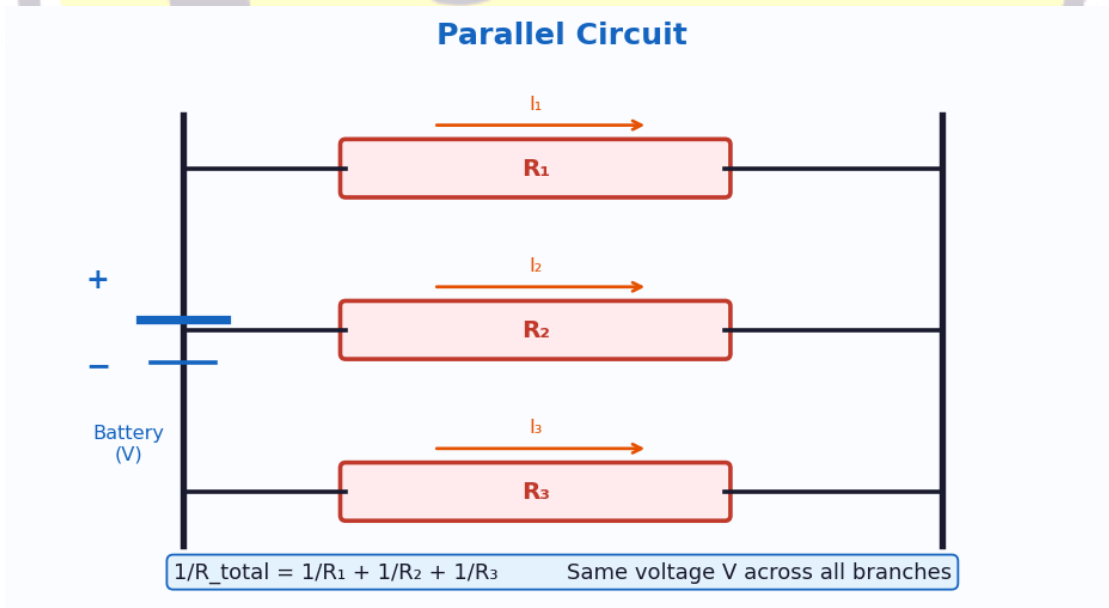 Parallel Circuit
I₁
R₁
I₂
+
R₂
−
I₃
Battery
(V)
R₃
1/R_total = 1/R₁ + 1/R₂ + 1/R₃ Same voltage V across all branches